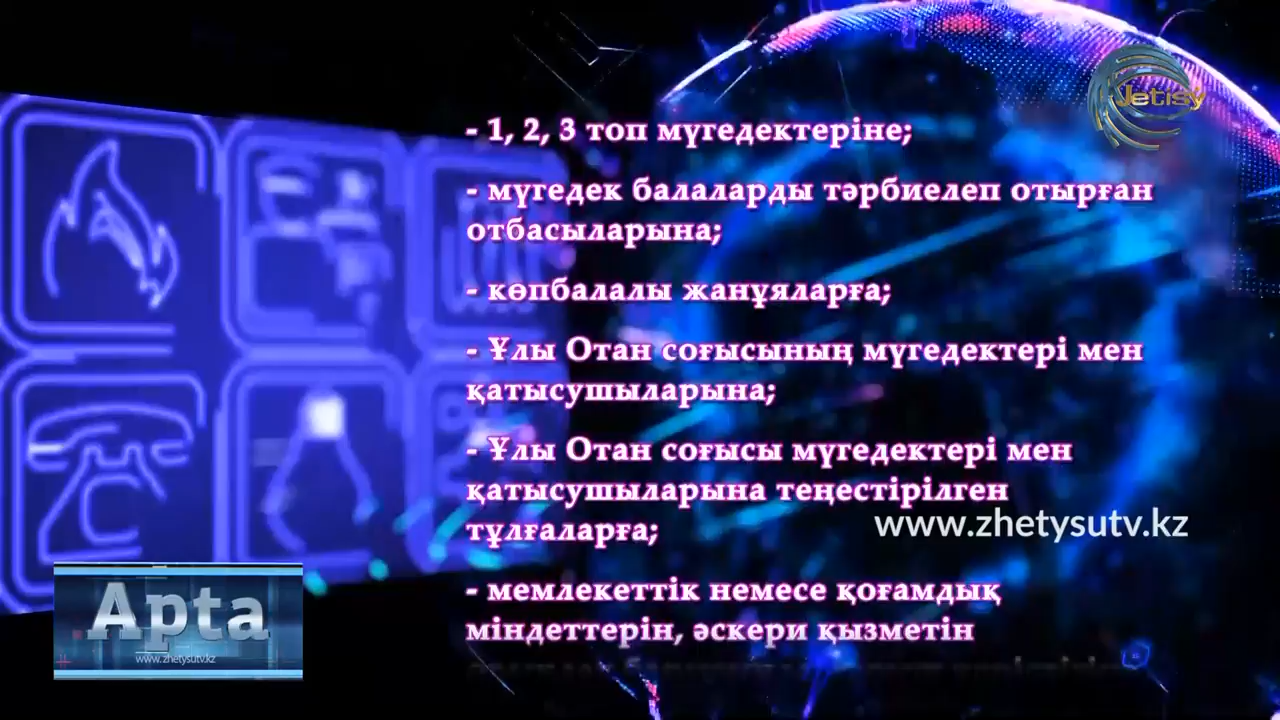 Jetisy
- 1, 2, 3 топ мүгедектеріне;
- мүгедек балаларды тәрбиелеп отырған
отбасыларына;
- көпбалалы жанұяларға;
- Ұлы Отан соғысының мүгедектері мен
қатысушыларына;
- Ұлы Отан соғысы мүгедектері мен
қатысушыларына теңестірілген
тұлғаларға;
www.zhetysutv.kz
- мемлекеттік немесе қоғамдық
міндеттерін, әскери қызметін
Apta
www.zhetysutv.kz